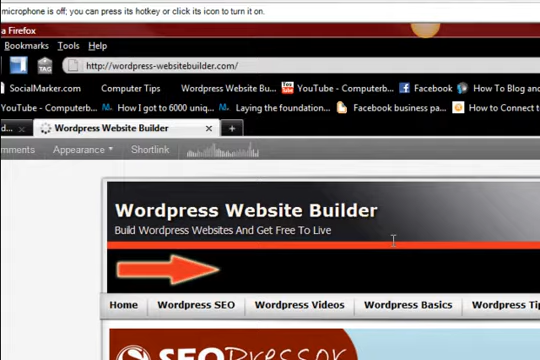 microphone is off; you can press its hotkey or click its icon to turn it on.
a Firefox
Bookmarks Tools Help
TAG http://wordpress-websitebuilder.com/
SocialMarker.com Computer Tips Wordpress Website Bu... You Tube YouTube - Computerb... Facebook How To Blog and
YouTube - Computerb... How I got to 6000 uniq... Laying the foundation... Facebook business pa... How to Connect t
d... Wordpress Website Builder
mments Appearance Shortlink
Wordpress Website Builder
Build Wordpress Websites And Get Free To Live
Home Wordpress SEO Wordpress Videos Wordpress Basics Wordpress Tip
SEOPressor